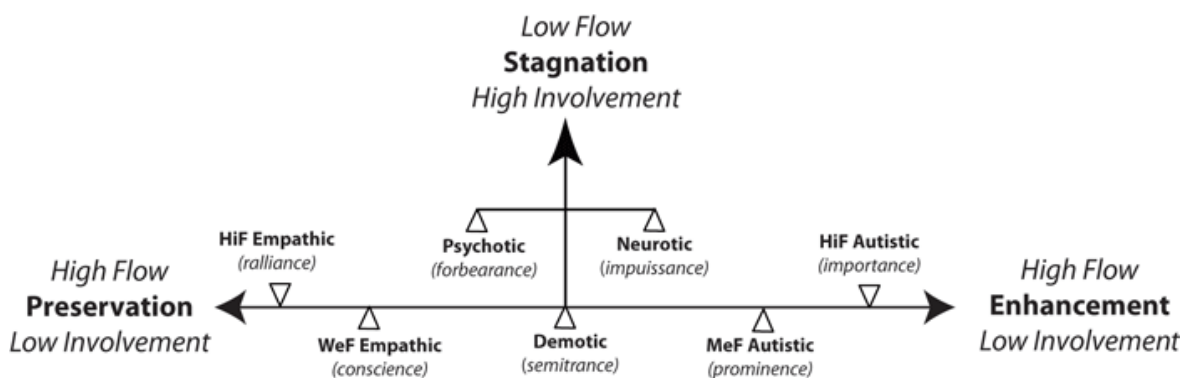 Low Flow
Stagnation
High Involvement
HiF Empathic
(ralliance)
Psychotic
(forbearance)
Neurotic
(impuissance)
HiF Autistic
(importance)
High Flow
Preservation
Low Involvement
High Flow
Enhancement
Low Involvement
WeF Empathic
(conscience)
Demotic
(semitrance)
MeF Autistic
(prominence)